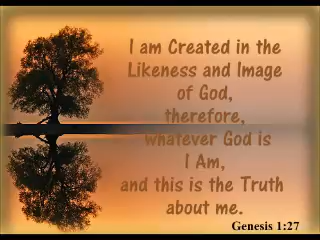 I am Created in the
Likeness and Image
of God,
therefore,
whatever God is
I Am,
and this is the Truth
about me.
Genesis 1:27